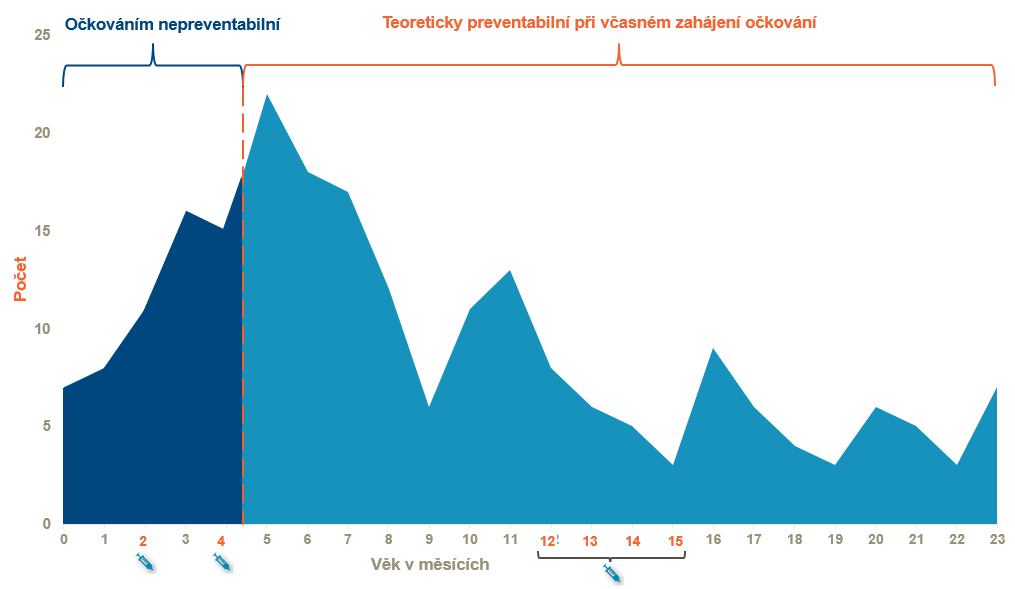 Očkováním nepreventabilní
Teoreticky preventabilní při včasném zahájení očkování
25
20
15
10
5
0
Počet
0 1 2 3 4 5 6 7 8 9 10 11 12 13 14 15 16 17 18 19 20 21 22 23
Věk v měsících